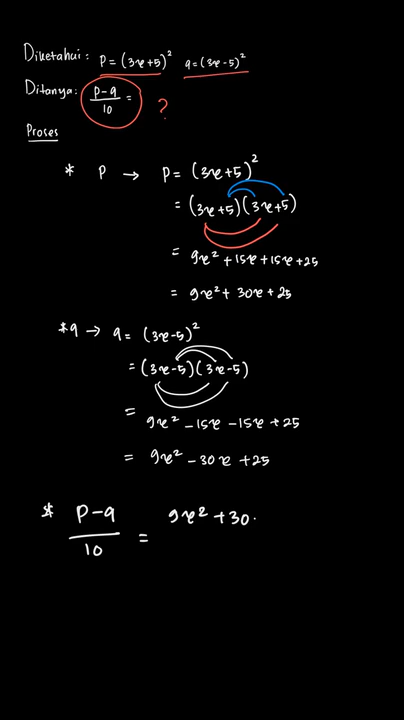 Diketahui: P = (3x+5)² q = (3x-5)²
Ditanya: P-q/10 = ?
Proses
* P → P = (3x+5)²
= (3x+5)(3x+5)
= 9x² + 15x + 15x + 25
= 9x² + 30x + 25
*q → q = (3x-5)²
= (3x-5)(3x-5)
= 9x² - 15x - 15x + 25
= 9x² - 30x + 25
* P-q/10 = 9x² + 30